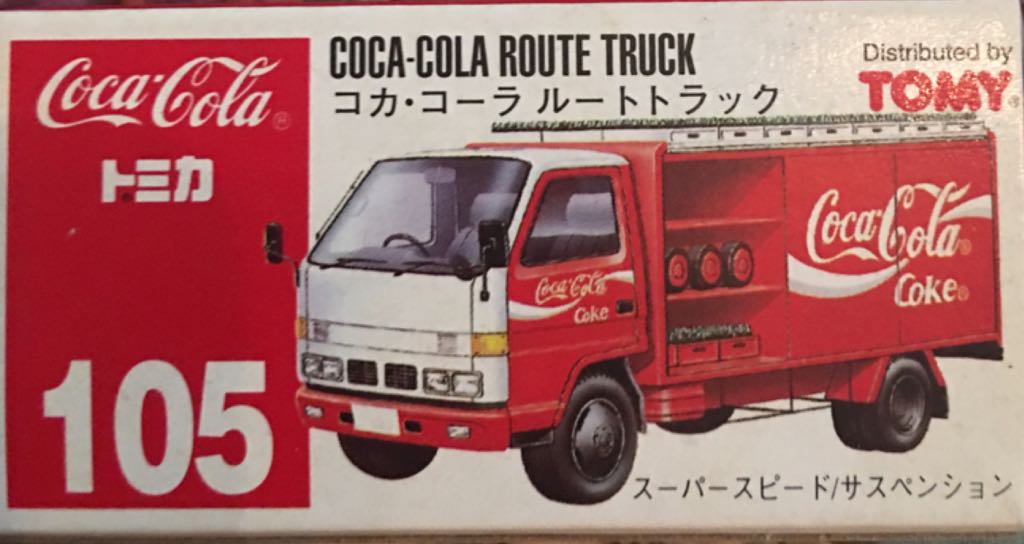 Coca-Cola®
トミカ
105
COCA-COLA ROUTE TRUCK
コカ・コーラ ルートトラック
Distributed by
TOMY®
Coca-Cola
Coke
Coca-Cola®
Coke®
スーパースピード/サスペンション